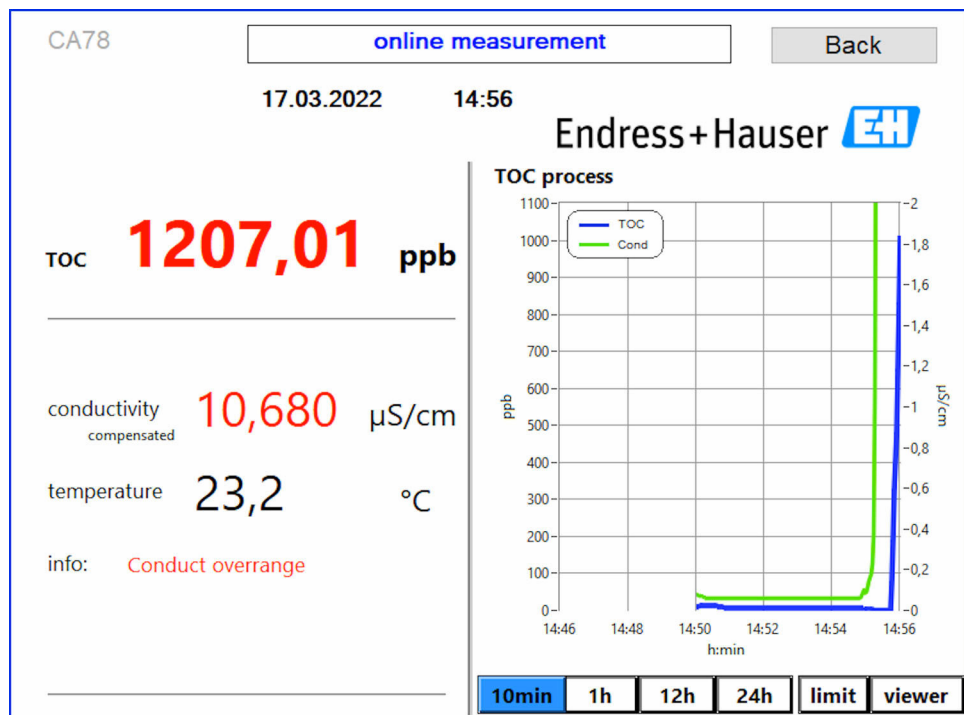 CA78
online measurement
Back
17.03.2022 14:56
Endress+Hauser EH
TOC process
TOC 1207,01 ppb
conductivity 10,680 µS/cm
compensated
temperature 23,2 °C
info: Conduct overrange
TOC
Cond
1100
1000
900
800
700
600
500
400
300
200
100
0
ppb
2
1,8
1,6
1,4
1,2
1
0,8
0,6
0,4
0,2
0
µS/cm
14:46 14:48 14:50 14:52 14:54 14:56
h:min
10min 1h 12h 24h limit viewer